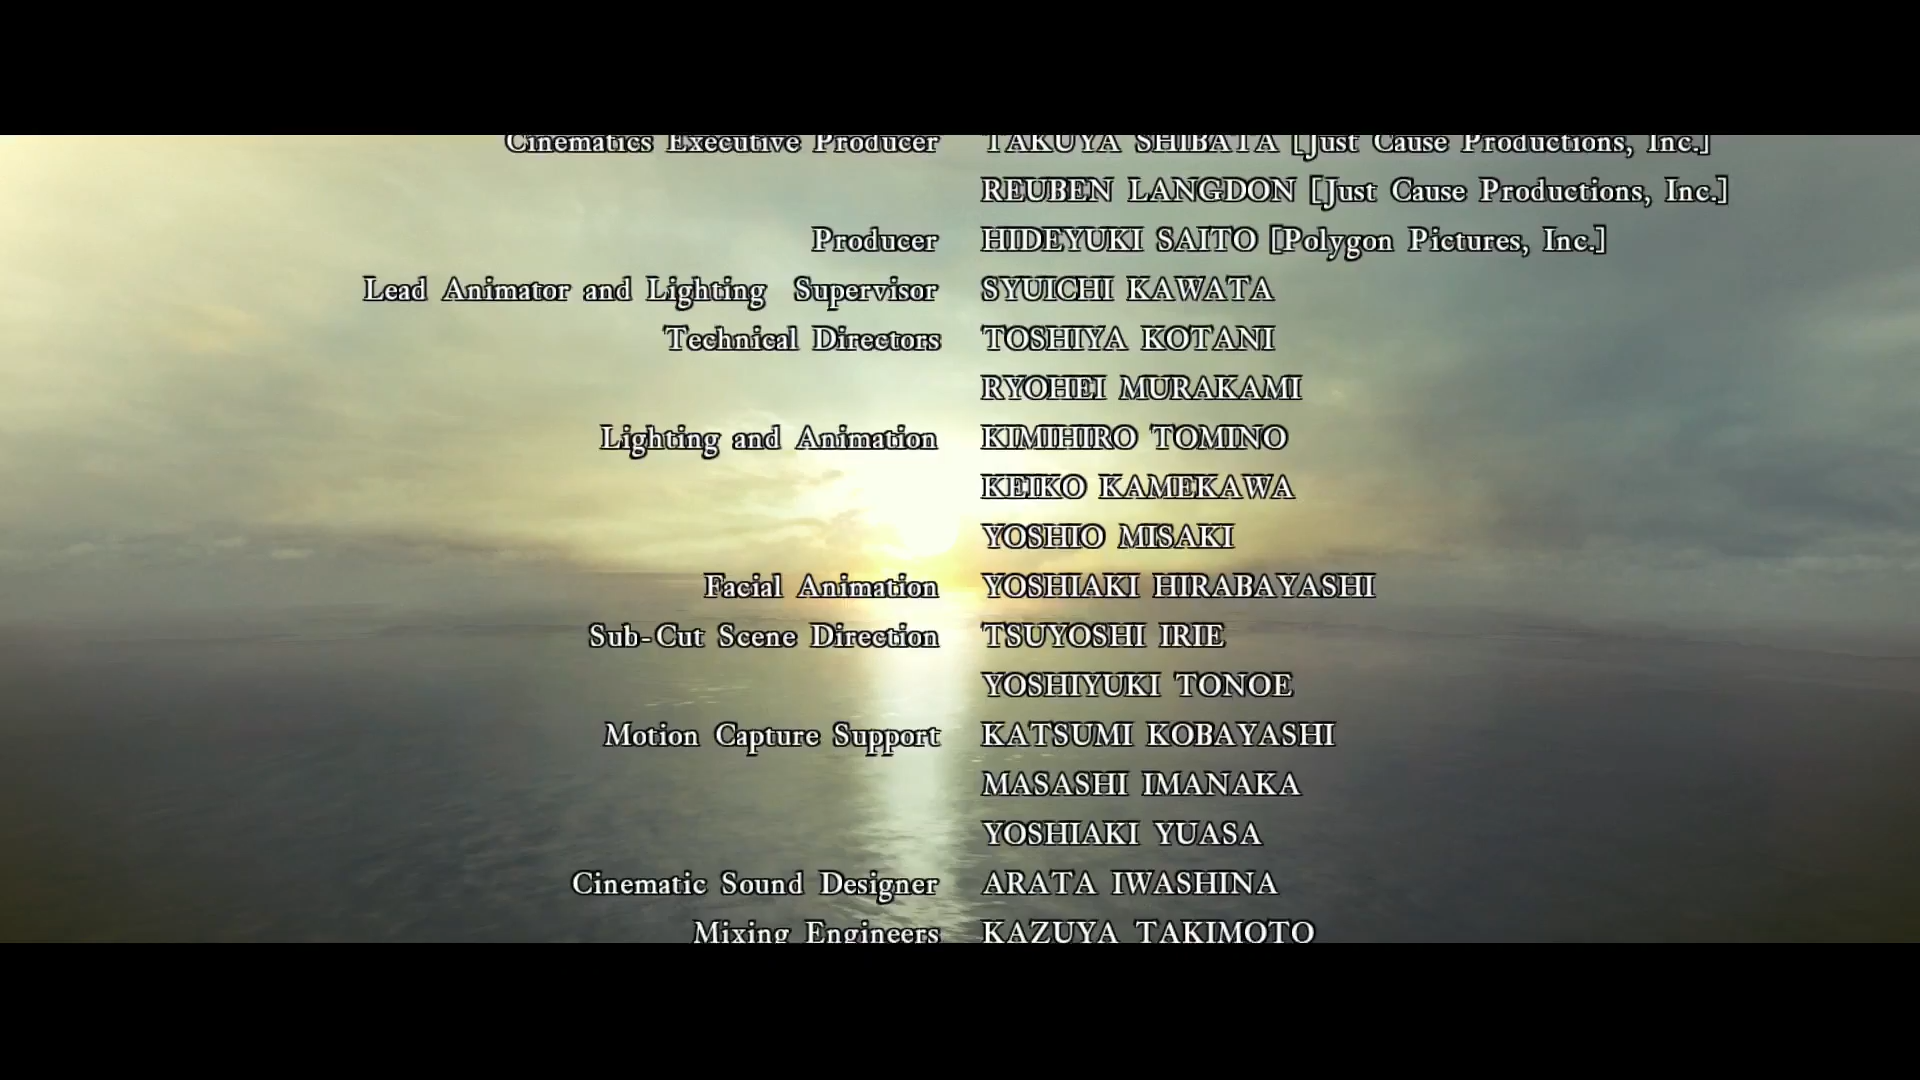 Cinematics Executive Producer TAKUYA SHIBATA [Just Cause Productions, Inc.]
REUBEN LANGDON [Just Cause Productions, Inc.]
Producer HIDEYUKI SAITO [Polygon Pictures, Inc.]
Lead Animator and Lighting Supervisor SYUICHI KAWATA
Technical Directors TOSHIYA KOTANI
RYOHEI MURAKAMI
Lighting and Animation KIMIHIRO TOMINO
KEIKO KAMEKAWA
YOSHIO MISAKI
Facial Animation YOSHIAKI HIRABAYASHI
Sub-Cut Scene Direction TSUYOSHI IRIE
YOSHIYUKI TONOE
Motion Capture Support KATSUMI KOBAYASHI
MASASHI IMANAKA
YOSHIAKI YUASA
Cinematic Sound Designer ARATA IWASHINA
Mixing Engineers KAZUYA TAKIMOTO